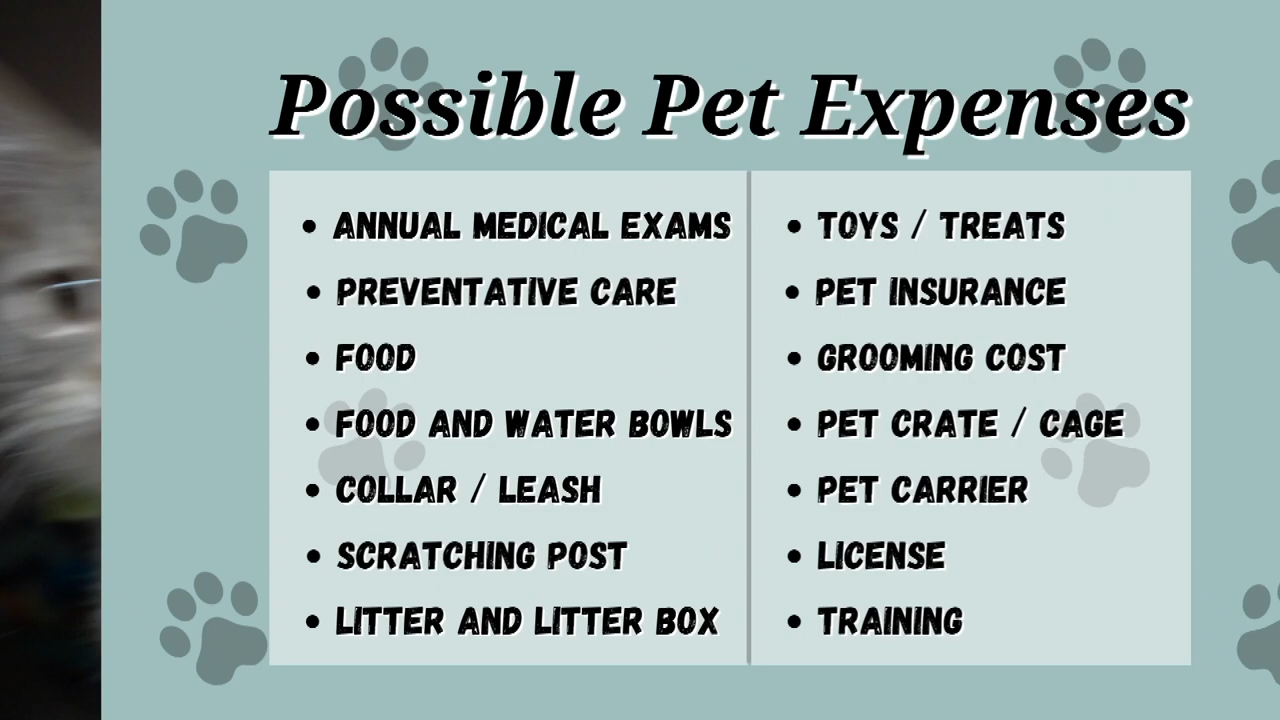 Possible Pet Expenses
• ANNUAL MEDICAL EXAMS
• PREVENTATIVE CARE
• FOOD
• FOOD AND WATER BOWLS
• COLLAR / LEASH
• SCRATCHING POST
• LITTER AND LITTER BOX
• TOYS / TREATS
• PET INSURANCE
• GROOMING COST
• PET CRATE / CAGE
• PET CARRIER
• LICENSE
• TRAINING